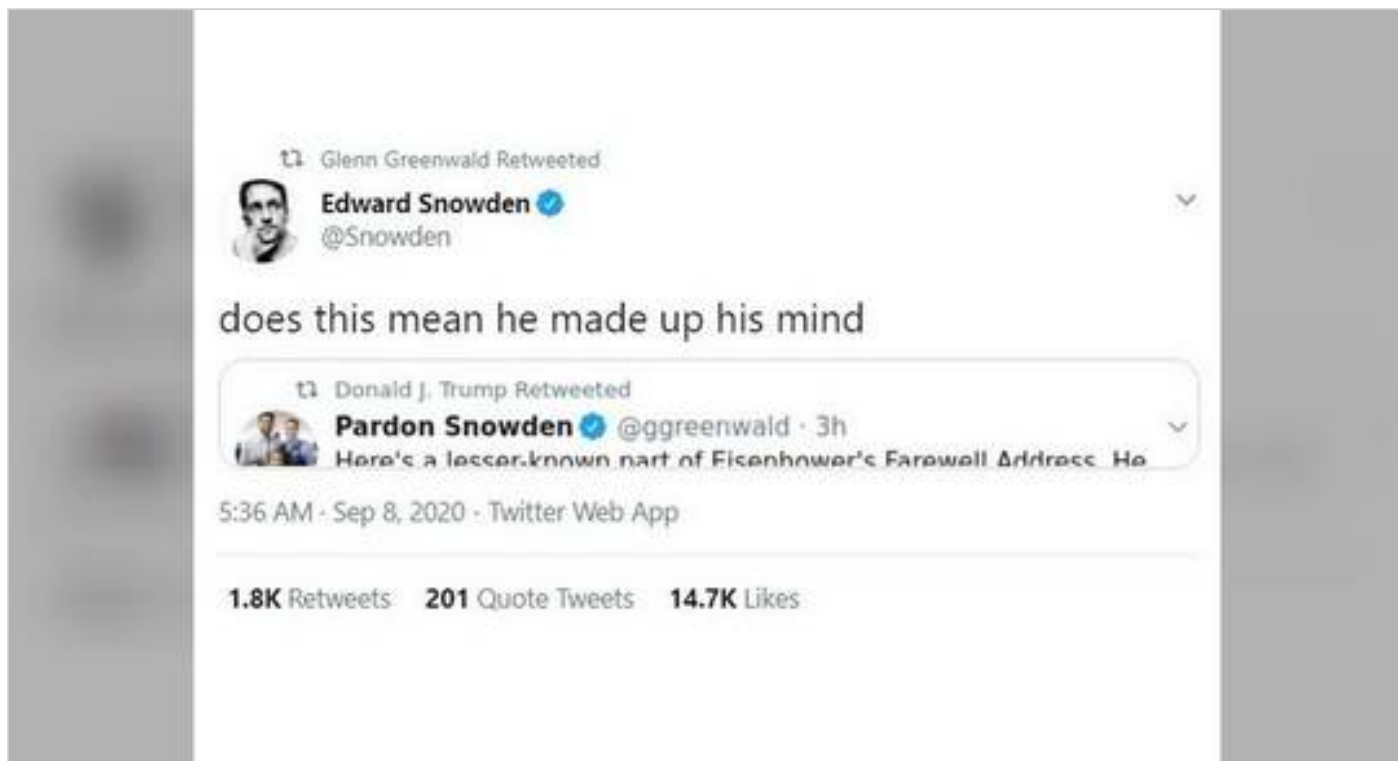 Glenn Greenwald Retweeted
Edward Snowden
@Snowden
does this mean he made up his mind
Donald J. Trump Retweeted
Pardon Snowden @ggreenwald · 3h
Here's a lesser-known part of Eisenhower's Farewell Address. He
5:36 AM · Sep 8, 2020 · Twitter Web App
1.8K Retweets 201 Quote Tweets 14.7K Likes